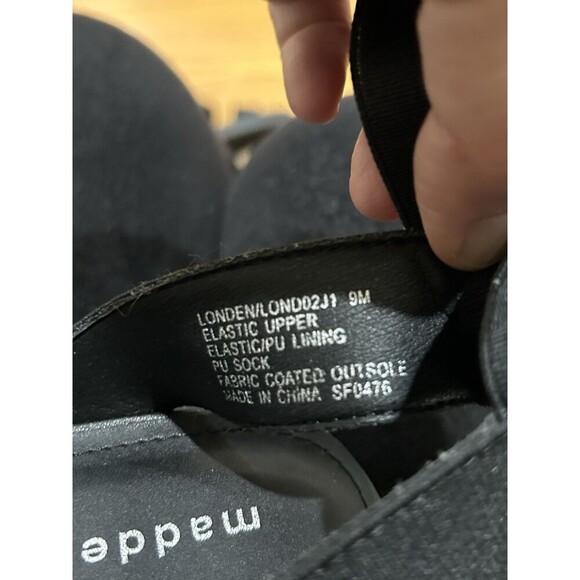 LONDEN/LOND02J1 9M
ELASTIC UPPER
ELASTIC/PU LINING
PU SOCK
FABRIC COATED OUTSOLE
MADE IN CHINA SF0476
madde